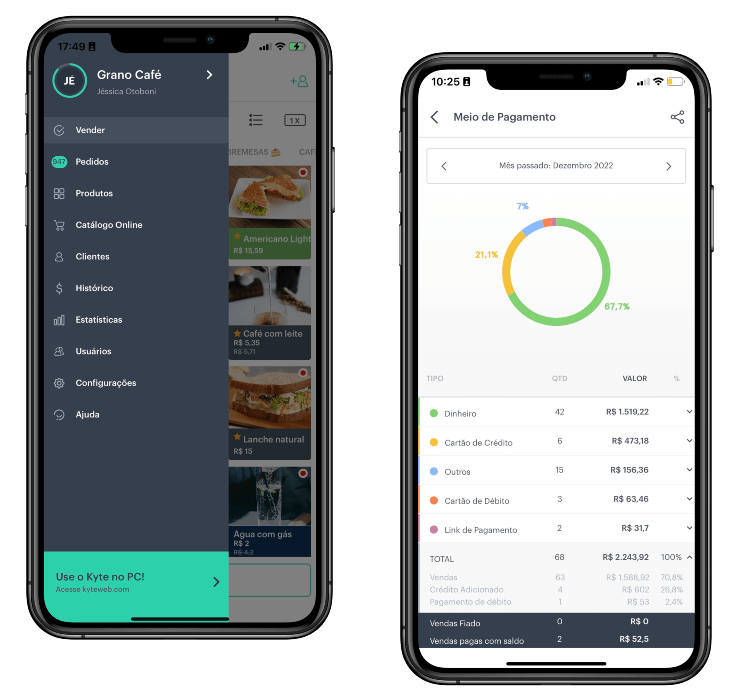 17:49
JÉ
Grano Café
Jéssica Otoboni
Vender
947
Pedidos
Produtos
Catálogo Online
Clientes
Histórico
Estatísticas
Usuários
Configurações
Ajuda
Use o Kyte no PC!
Acesse kyteweb.com
1 X
BREMESAS
CAF
Americano Light
R$ 15,59
Café com leite
R$ 5,35
R$ 5,71
Lanche natural
R$ 15
Água com gás
R$ 2
R$ 4,2
10:25
Meio de Pagamento
Mês passado: Dezembro 2022
7%
21,1%
67,7%
TIPO QTD VALOR %
Dinheiro 42 R$ 1.519,22
Cartão de Crédito 6 R$ 473,18
Outros 15 R$ 156,36
Cartão de Débito 3 R$ 63,46
Link de Pagamento 2 R$ 31,7
TOTAL 68 R$ 2.243,92 100%
Vendas 63 R$ 1.588,92 70,8%
Crédito Adicionado 4 R$ 602 26,8%
Pagamento de débito 1 R$ 53 2,4%
Vendas Fiado 0 R$ 0
Vendas pagas com saldo 2 R$ 52,5